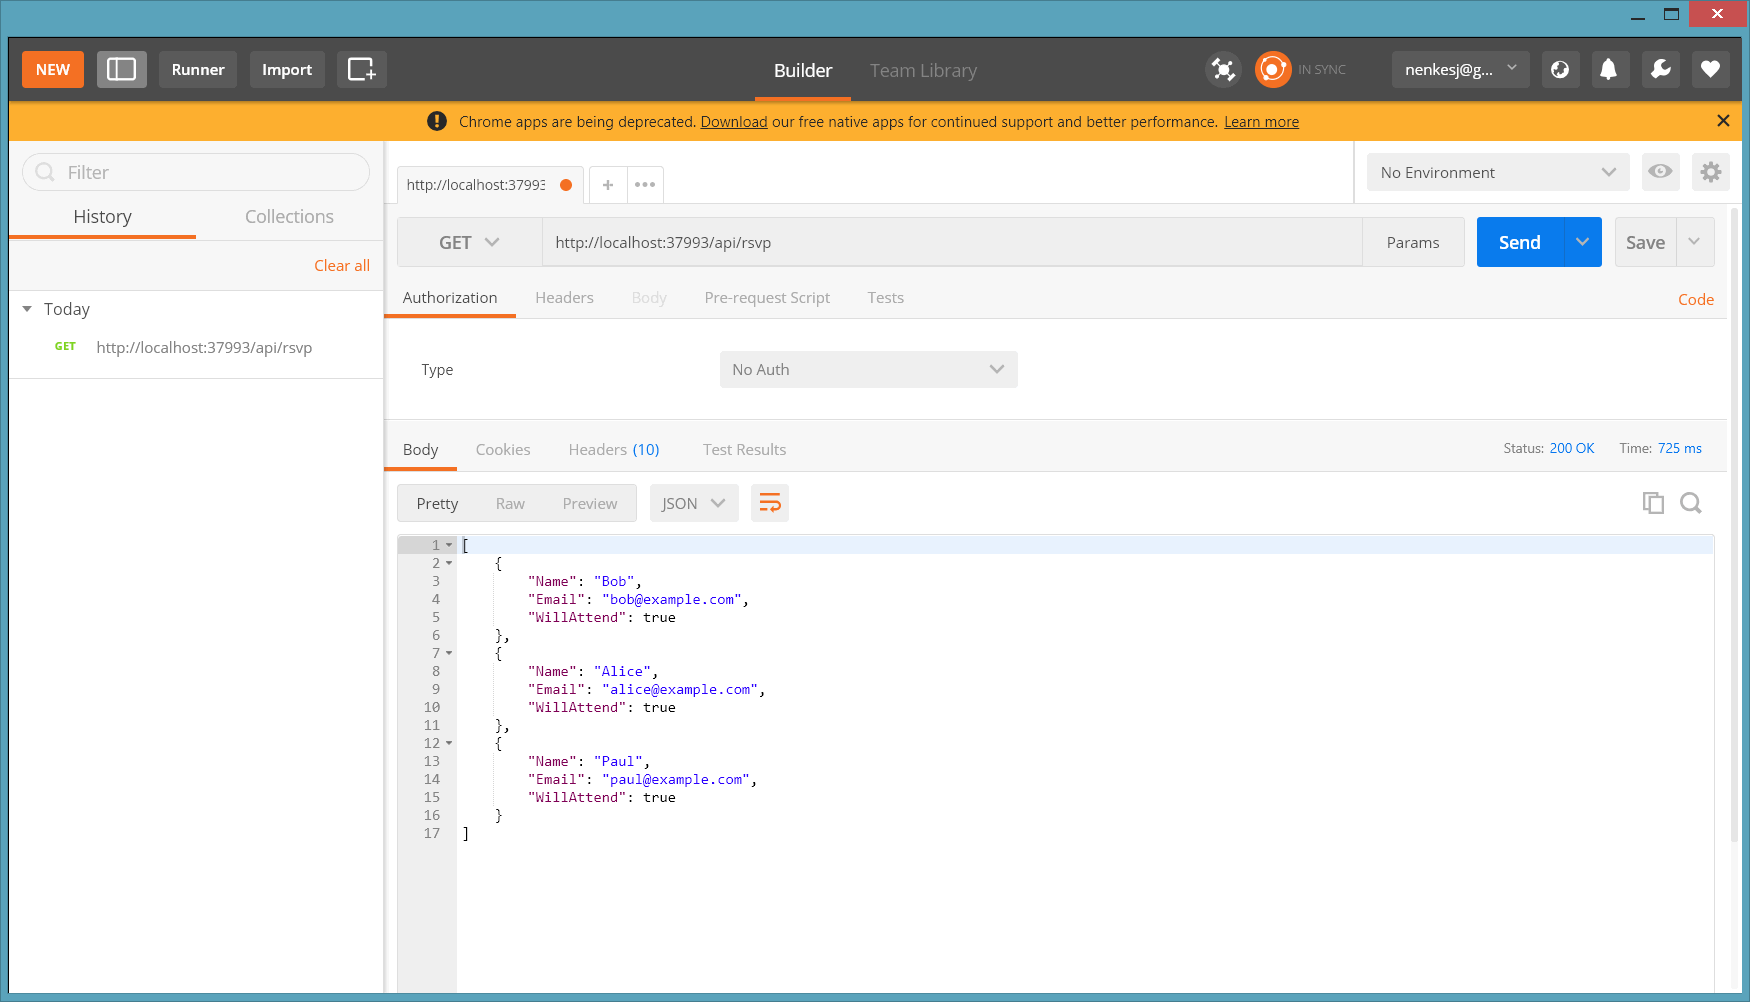 NEW Runner Import Builder Team Library IN SYNC nenkesj@g...
Chrome apps are being deprecated. Download our free native apps for continued support and better performance. Learn more
Filter
History Collections
Clear all
Today
GET http://localhost:37993/api/rsvp
http://localhost:37993 + •••
No Environment
GET http://localhost:37993/api/rsvp Params Send Save
Authorization Headers Body Pre-request Script Tests Code
Type No Auth
Body Cookies Headers (10) Test Results Status: 200 OK Time: 725 ms
Pretty Raw Preview JSON
1 [
2 {
3 "Name": "Bob",
4 "Email": "bob@example.com",
5 "WillAttend": true
6 },
7 {
8 "Name": "Alice",
9 "Email": "alice@example.com",
10 "WillAttend": true
11 },
12 {
13 "Name": "Paul",
14 "Email": "paul@example.com",
15 "WillAttend": true
16 }
17 ]